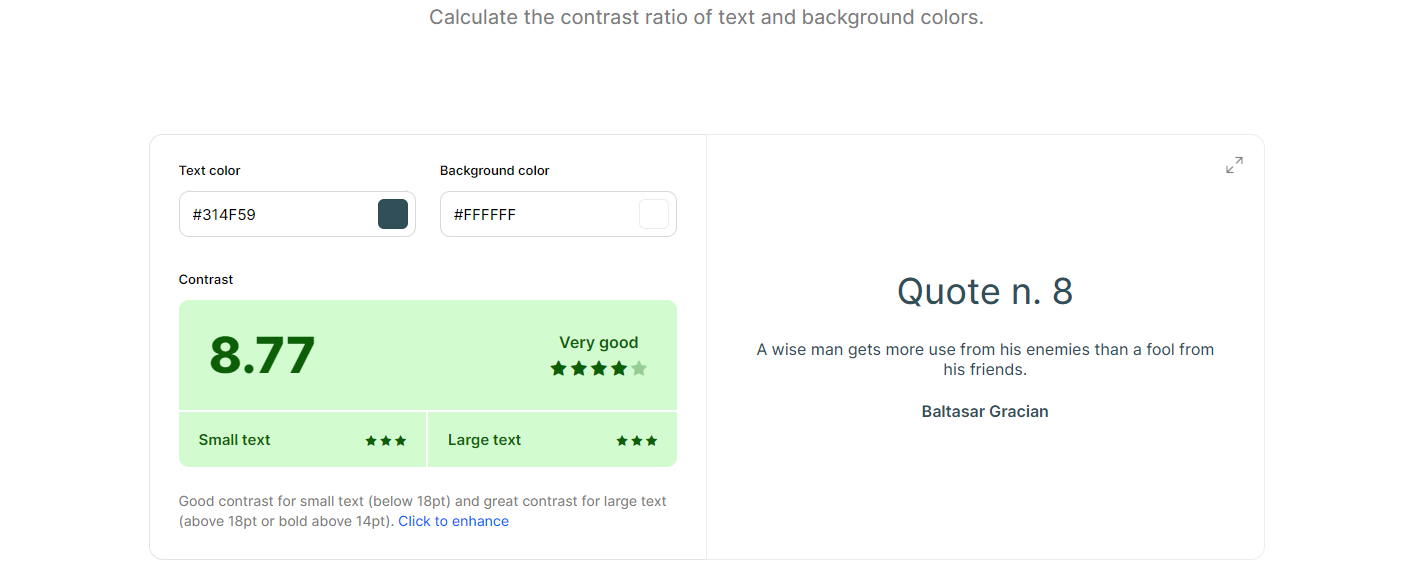 Calculate the contrast ratio of text and background colors.
Text color
Background color
#314F59
#FFFFFF
Contrast
8.77
Very good
Small text
Large text
Good contrast for small text (below 18pt) and great contrast for large text
(above 18pt or bold above 14pt). Click to enhance
Quote n. 8
A wise man gets more use from his enemies than a fool from
his friends.
Baltasar Gracian